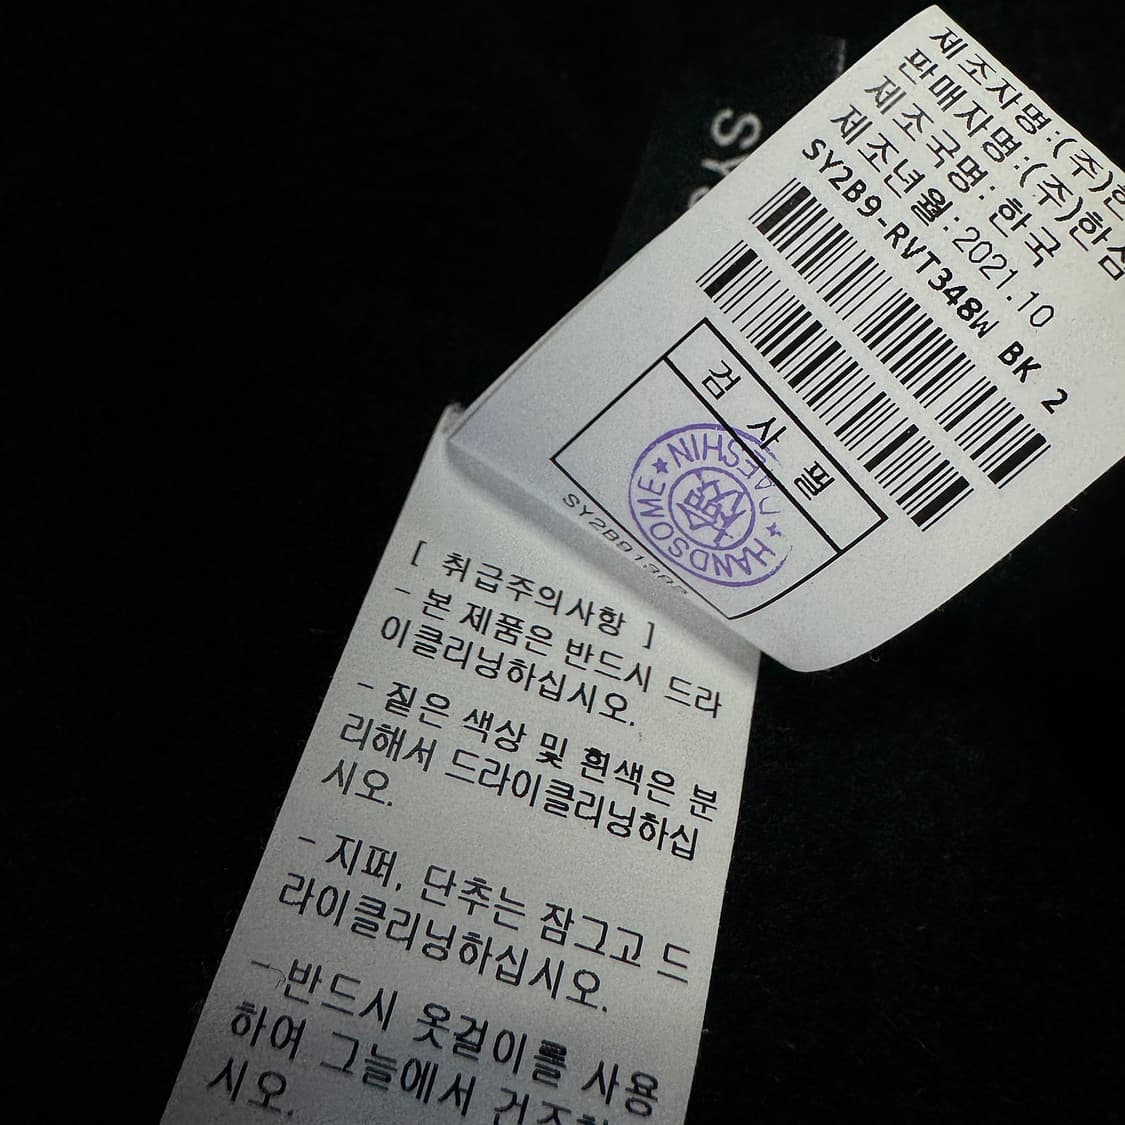 제조자명:(주)한
판매자명:(주)한섬
제조국명: 한국
제조년월:2021.10
SY2B9-RVT348W BK 2
검 사 필
HANDSOME ★ DAESHIN ★
[ 취급주의사항 ]
- 본 제품은 반드시 드라
이클리닝하십시오.
- 짙은 색상 및 흰색은 분
리해서 드라이클리닝하십
시오.
- 지퍼, 단추는 잠그고 드
라이클리닝하십시오.
- 반드시 옷걸이를 사용
하여 그늘에서
시오.